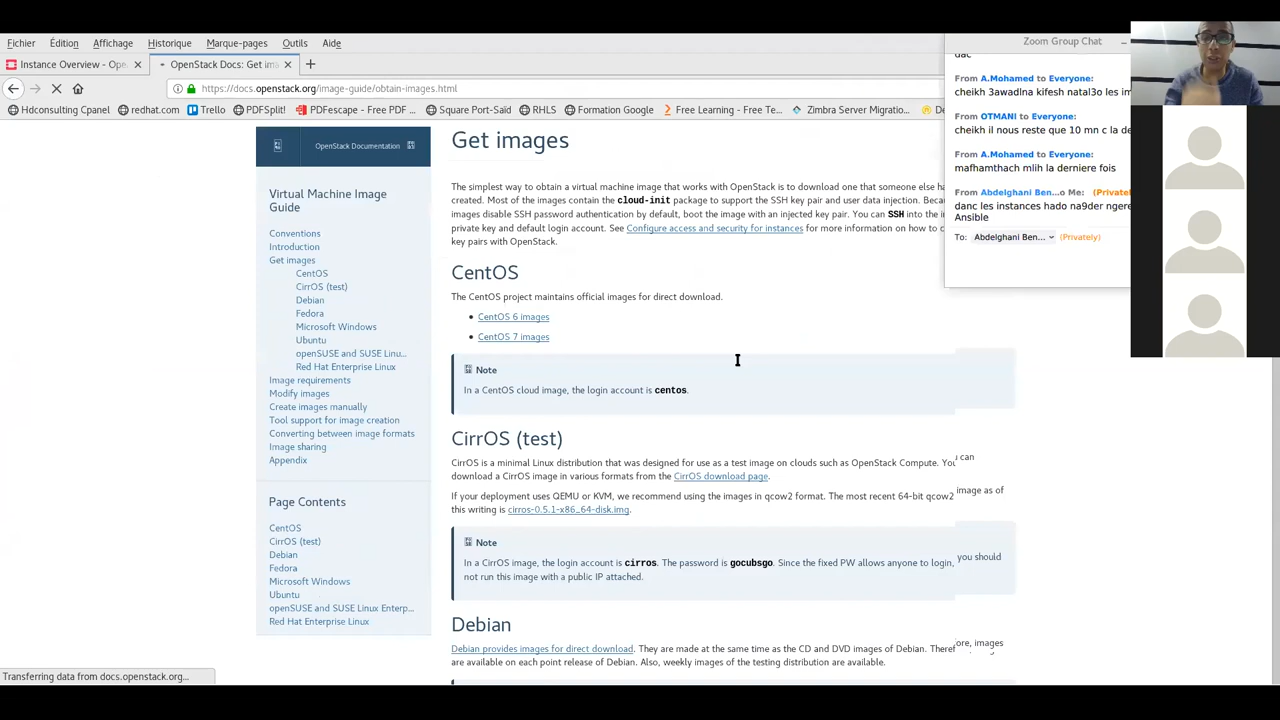 Fichier Édition Affichage Historique Marque-pages Outils Aide
Zoom Group Chat
Instance Overview - Ope
OpenStack Docs: Get im
https://docs.openstack.org/image-guide/obtain-images.html
Hdconsulting Cpanel redhat.com Trello PDFSplit! PDFescape - Free PDF ... Square Port-Saïd RHLS Formation Google Free Learning - Free Te... Zimbra Server Migratio...
From A.Mohamed to Everyone:
cheikh 3awadlna kifesh natal3o les im
From OTMANI to Everyone:
cheikh il nous reste que 10 mn c la de
From A.Mohamed to Everyone:
mafhamthach mlih la derniere fois
From Abdelghani Ben...o Me: (Privatel
danc les instances hado na9der ngere
Ansible
To: Abdelghani Ben... (Privately)
OpenStack Documentation
Virtual Machine Image
Guide
Conventions
Introduction
Get images
CentOS
CirrOS (test)
Debian
Fedora
Microsoft Windows
Ubuntu
openSUSE and SUSE Linu...
Red Hat Enterprise Linux
Image requirements
Modify images
Create images manually
Tool support for image creation
Converting between image formats
Image sharing
Appendix
Page Contents
CentOS
CirrOS (test)
Debian
Fedora
Microsoft Windows
Ubuntu
openSUSE and SUSE Linux Enterp...
Red Hat Enterprise Linux
Get images
The simplest way to obtain a virtual machine image that works with OpenStack is to download one that someone else ha
created. Most of the images contain the cloud-init package to support the SSH key pair and user data injection. Beca
images disable SSH password authentication by default, boot the image with an injected key pair. You can SSH into the i
private key and default login account. See Configure access and security for instances for more information on how to c
key pairs with OpenStack.
CentOS
The CentOS project maintains official images for direct download.
CentOS 6 images
CentOS 7 images
Note
In a CentOS cloud image, the login account is centos.
CirrOS (test)
CirrOS is a minimal Linux distribution that was designed for use as a test image on clouds such as OpenStack Compute. You can
download a CirrOS image in various formats from the CirrOS download page.
If your deployment uses QEMU or KVM, we recommend using the images in qcow2 format. The most recent 64-bit qcow2 image as of
this writing is cirros-0.5.1-x86_64-disk.img.
Note
In a CirrOS image, the login account is cirros. The password is gocubsgo. Since the fixed PW allows anyone to login, you should
not run this image with a public IP attached.
Debian
Debian provides images for direct download. They are made at the same time as the CD and DVD images of Debian. Theref ore, images
are available on each point release of Debian. Also, weekly images of the testing distribution are available.
Transferring data from docs.openstack.org...